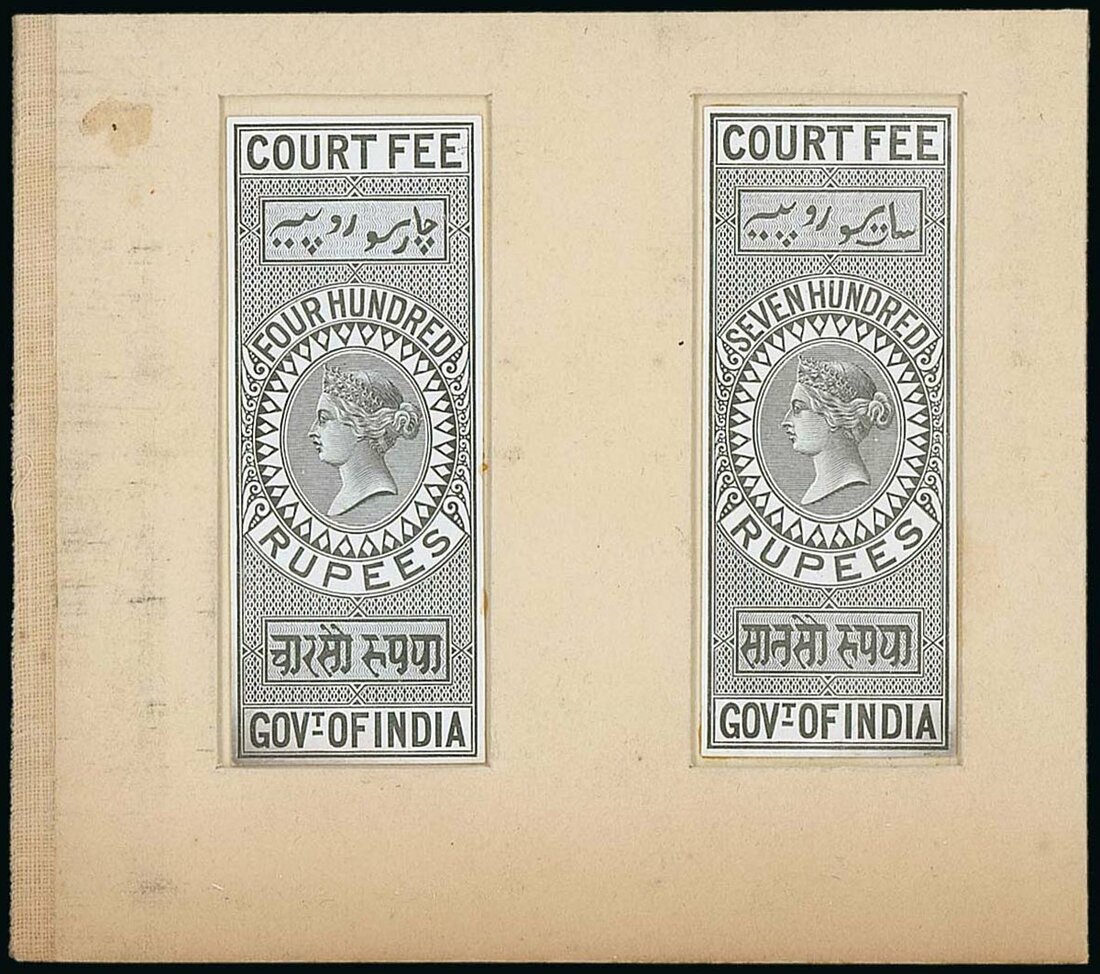 COURT FEE
چارسو روپیہ
FOUR HUNDRED
RUPEES
चारसौ रुपया
GOVT OF INDIA
COURT FEE
سات سو روپیہ
SEVEN HUNDRED
RUPEES
सातसौ रुपया
GOVT OF INDIA